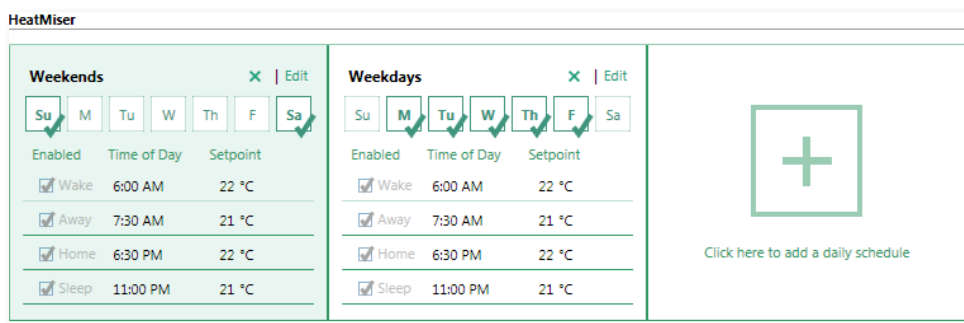 HeatMiser
Weekends × | Edit
Su M Tu W Th F Sa
Enabled Time of Day Setpoint
Wake 6:00 AM 22 °C
Away 7:30 AM 21 °C
Home 6:30 PM 22 °C
Sleep 11:00 PM 21 °C
Weekdays × | Edit
Su M Tu W Th F Sa
Enabled Time of Day Setpoint
Wake 6:00 AM 22 °C
Away 7:30 AM 21 °C
Home 6:30 PM 22 °C
Sleep 11:00 PM 21 °C
Click here to add a daily schedule